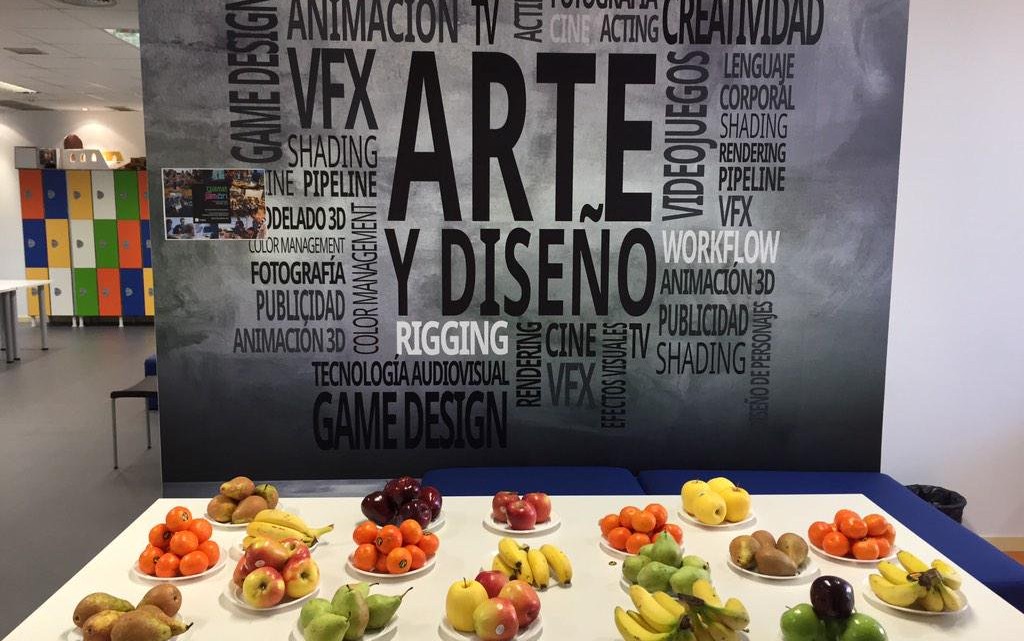 GAME DESIGN
ANIMACIÓN TV
FOTOGRAFÍA
CINE ACTING
CREATIVIDAD
VFX
ARTE
VIDEOJUEGOS
LENGUAJE
CORPORAL
SHADING
RENDERING
PIPELINE
VFX
SHADING
PIPELINE
COLOR MANAGEMENT
COLOR MANAGEMENT
Y DISEÑO
WORKFLOW
FOTOGRAFÍA
ANIMACIÓN 3D
PUBLICIDAD
PUBLICIDAD
ANIMACIÓN 3D
RIGGING
RENDERING
CINE
VFX
EFECTOS VISUALES
TV
SHADING
TECNOLOGÍA AUDIOVISUAL
GAME DESIGN
DISEÑO DE PERSONAJES